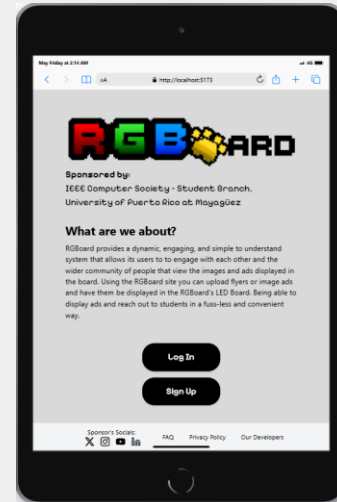 May Friday at 2:14 AM
4G
AA
http://localhost:5173
RGBOARD
Sponsored by:
IEEE Computer Society - Student Branch,
University of Puerto Rico at Mayagüez
What are we about?
RGBoard provides a dynamic, engaging, and simple to understand
system that allows its users to to engage with each other and the
wider community of people that view the images and ads displayed in
the board. Using the RGBoard site you can upload flyers or image ads
and have them be displayed in the RGBoard's LED Board. Being able to
display ads and reach out to students in a fuss-less and convenient
way.
Log In
Sign Up
Sponsor's Socials:
FAQ Privacy Policy Our Developers